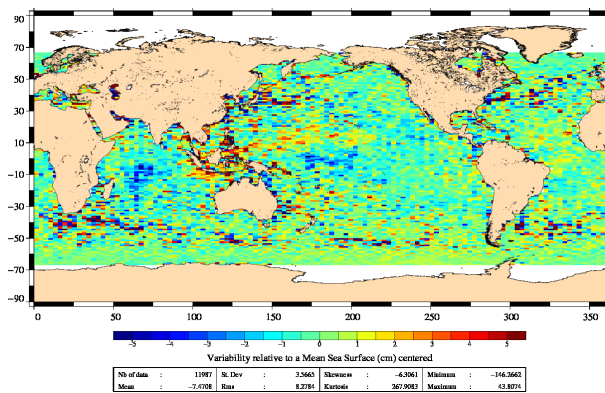 90
70
50
30
10
−10
−30
−50
−70
−90
0 50 100 150 200 250 300 350
−5 −4 −3 −2 −1 0 1 2 3 4 5
Variability relative to a Mean Sea Surface (cm) centered
Nb of data : 11987 St. Dev : 3.5665 Skewness : −6.3061 Minimum : −146.2662
Mean : −7.4708 Rms : 8.2784 Kurtosis : 267.9083 Maximum : 43.8074